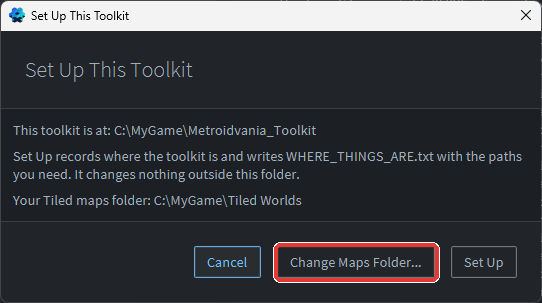 Set Up This Toolkit
Set Up This Toolkit
This toolkit is at: C:\MyGame\Metroidvania_Toolkit
Set Up records where the toolkit is and writes WHERE_THINGS_ARE.txt with the paths
you need. It changes nothing outside this folder.
Your Tiled maps folder: C:\MyGame\Tiled Worlds
Cancel
Change Maps Folder...
Set Up